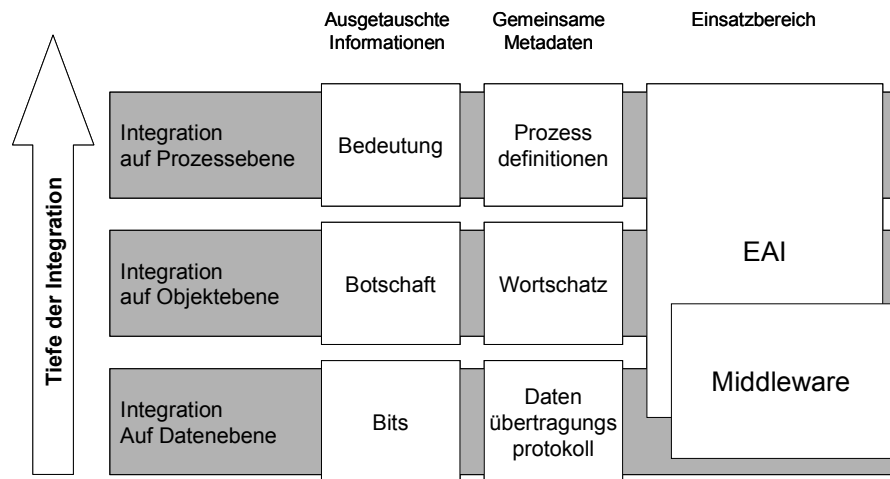 Ausgetauschte
Informationen
Gemeinsame
Metadaten
Einsatzbereich
Tiefe der Integration
Integration
auf Prozessebene
Bedeutung
Prozess
definitionen
Integration
auf Objektebene
Botschaft
Wortschatz
EAI
Integration
Auf Datenebene
Bits
Daten
übertragungs
protokoll
Middleware